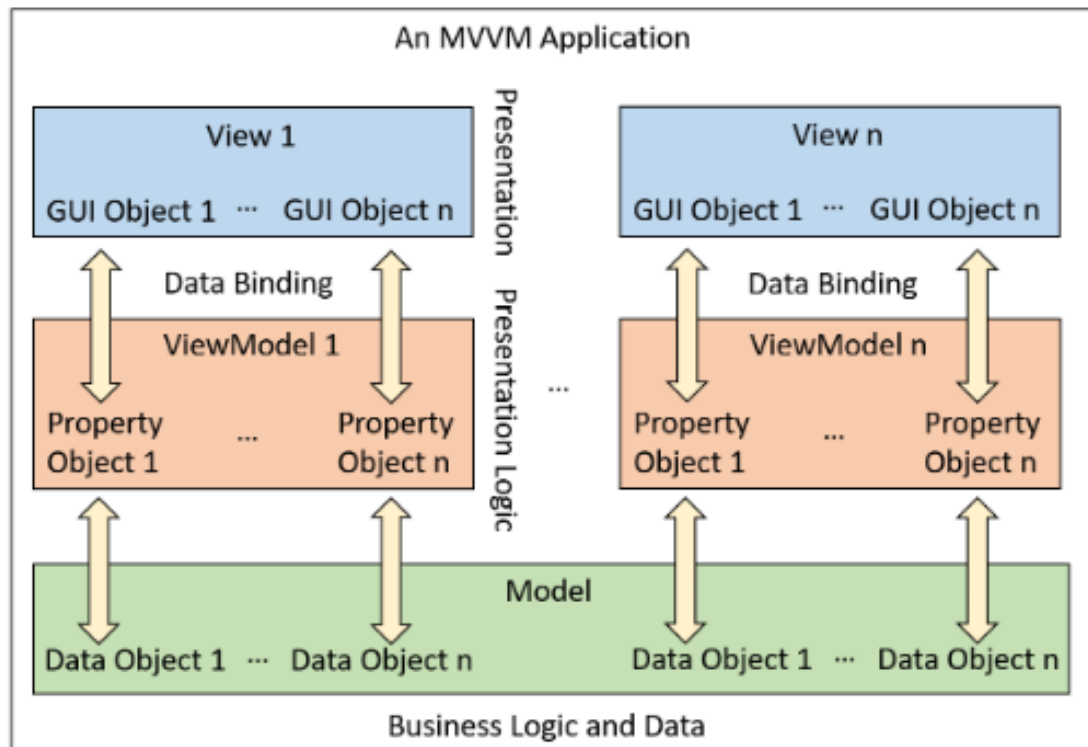 An MVVM Application
View 1
GUI Object 1 ... GUI Object n
Data Binding
ViewModel 1
Property Object 1
...
Property Object n
Presentation
Presentation Logic
...
View n
GUI Object 1 ... GUI Object n
Data Binding
ViewModel n
Property Object 1
...
Property Object n
Model
Data Object 1 ... Data Object n
Data Object 1 ... Data Object n
Business Logic and Data